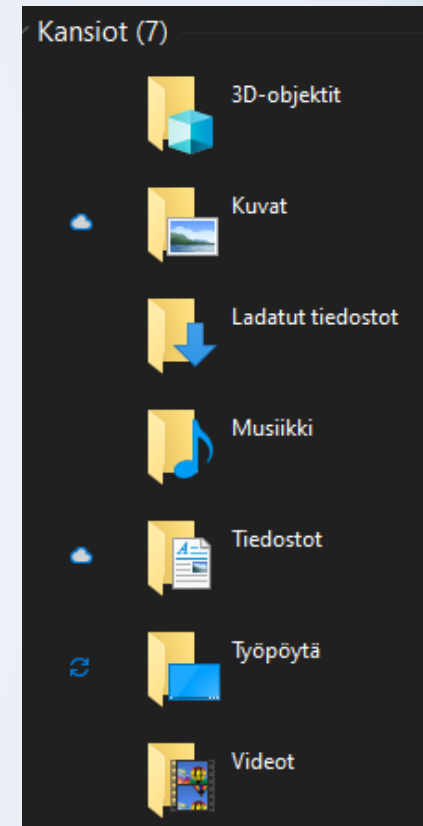 Kansiot (7)
3D-objektit
Kuvat
Ladatut tiedostot
Musiikki
Tiedostot
Työpöytä
Videot